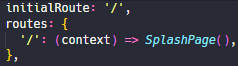 initialRoute: '/',
routes: {
'/': (context) => SplashPage(),
},